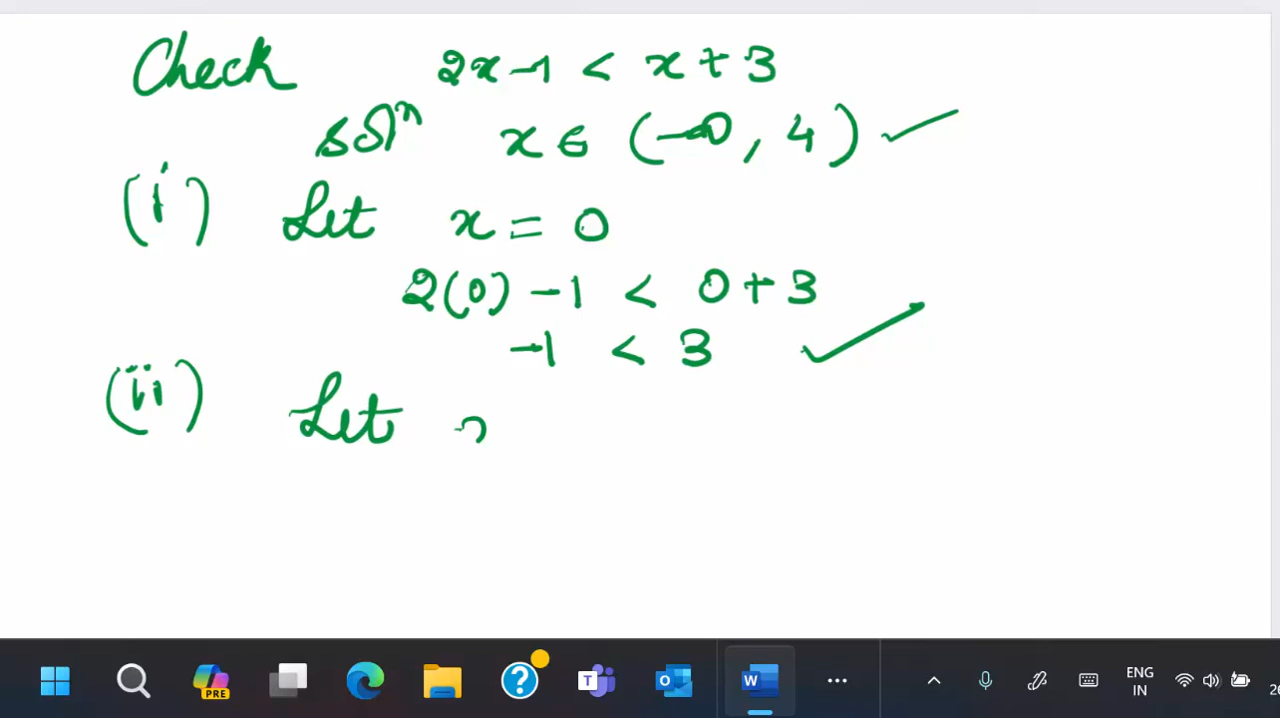 Check 2x-1 < x+3
solⁿ x∈ (-∞, 4) ✓
(i) Let x = 0
2(0) -1 < 0+3
-1 < 3 ✓
(ii) Let
PRE
ENG
IN